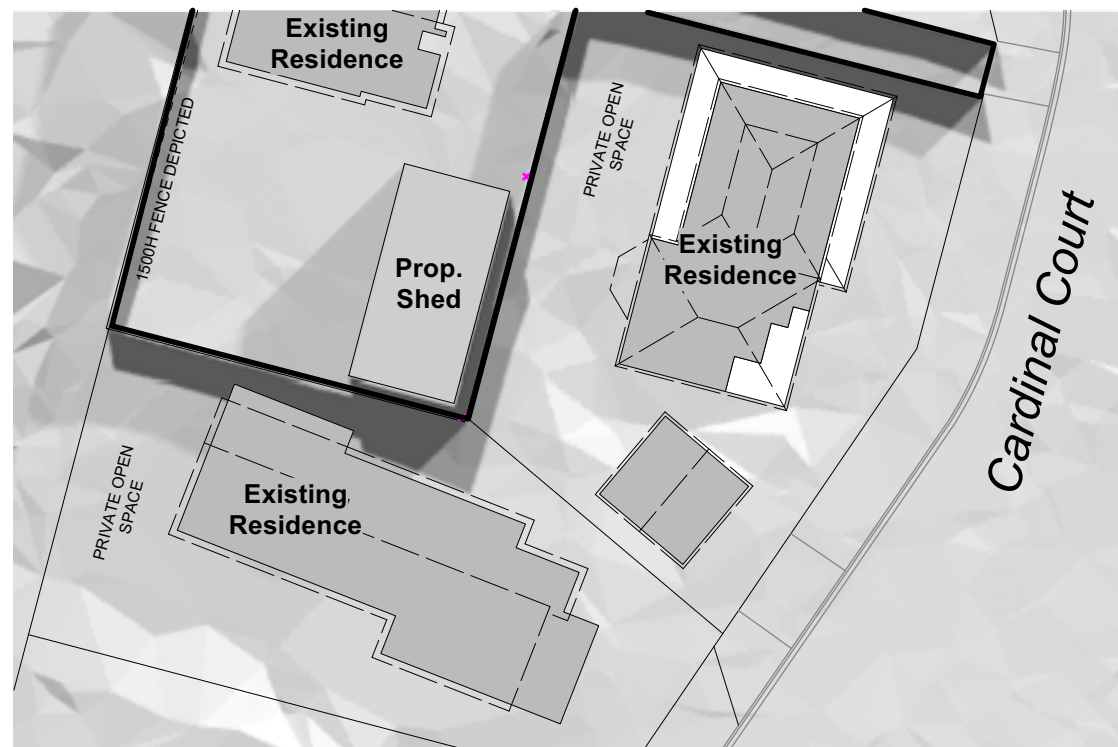 Existing
Residence
1500H FENCE DEPICTED
PRIVATE OPEN
SPACE
Prop.
Shed
Existing
Residence
Cardinal Court
PRIVATE OPEN
SPACE
Existing
Residence